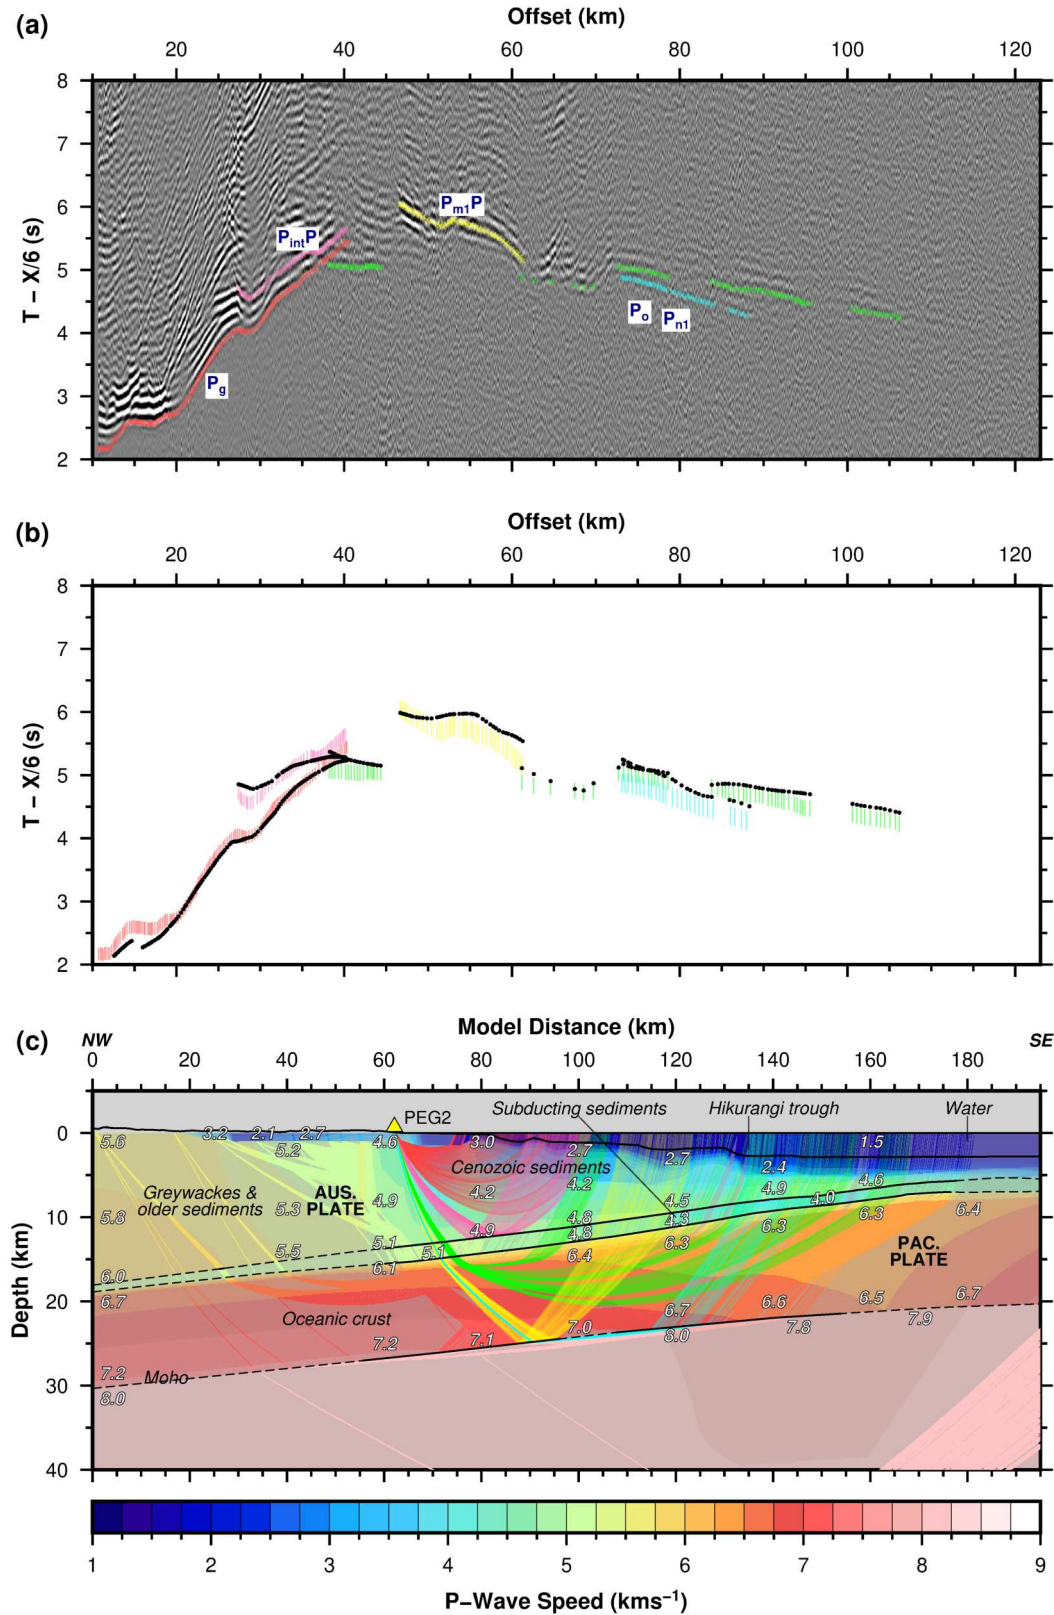 (a)
Offset (km)
20 40 60 80 100 120
8
7
6
5
4
3
2
T − X/6 (s)
PintP
Pm1P
Po
Pn1
Pg
(b)
Offset (km)
20 40 60 80 100 120
8
7
6
5
4
3
2
T − X/6 (s)
(c)
Model Distance (km)
NW SE
0 20 40 60 80 100 120 140 160 180
PEG2 Subducting sediments Hikurangi trough Water
0
10
20
30
40
Depth (km)
5.6 3.2 2.1 2.7 4.6 3.0 1.5
5.2 2.7 2.7 2.4
Cenozoic sediments
Greywackes &
older sediments
AUS.
PLATE
4.9 4.2 4.2 4.5 4.9 4.0 4.6
5.3
5.8 4.9 4.8 4.3 6.3 6.3 6.4
5.5 5.1 5.1 4.8
6.0 6.1 6.4 6.3
PAC.
PLATE
6.7 6.7 6.6 6.5 6.7
Oceanic crust
7.2 7.1 7.0 8.0 7.8 7.9
7.2 Moho
8.0
1 2 3 4 5 6 7 8 9
P−Wave Speed (kms−1)